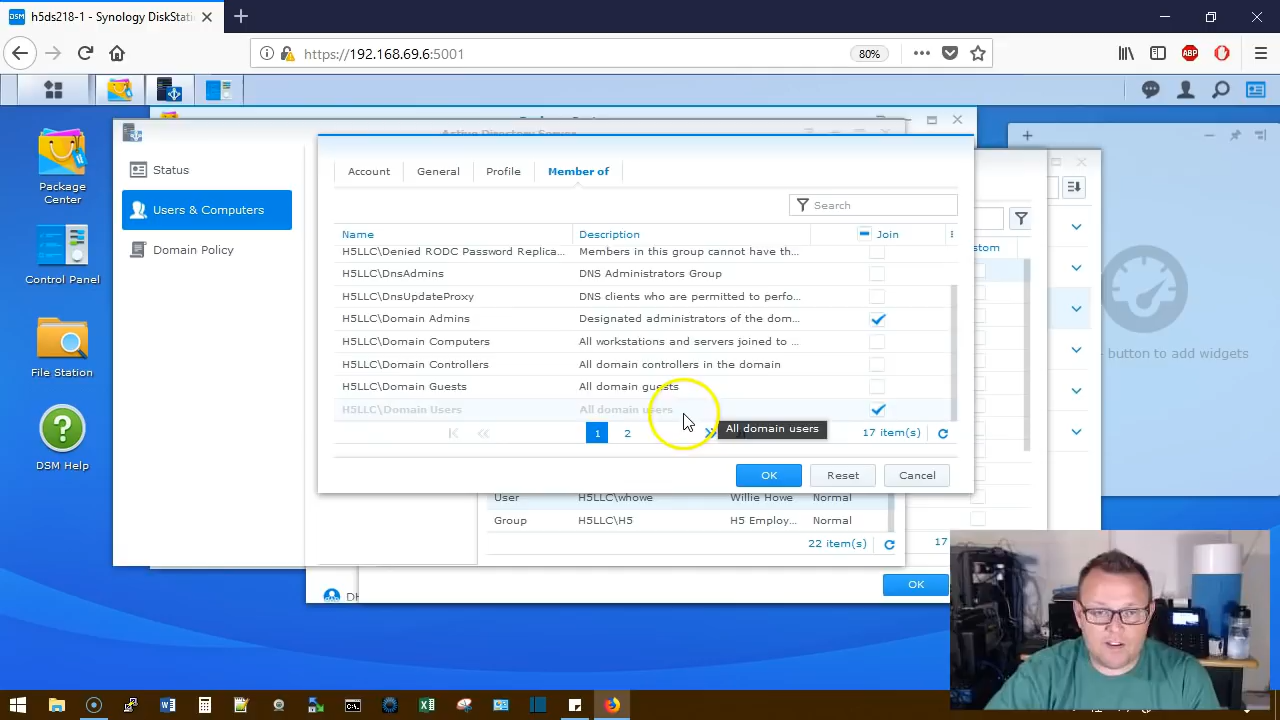 h5ds218-1 - Synology DiskStati
https://192.168.69.6:5001
80%
Package Center
Control Panel
File Station
DSM Help
Active Directory Server
Status
Users & Computers
Domain Policy
Account General Profile Member of
Search
Name Description Join
H5LLC\Denied RODC Password Replica... Members in this group cannot have th...
H5LLC\DnsAdmins DNS Administrators Group
H5LLC\DnsUpdateProxy DNS clients who are permitted to perfo...
H5LLC\Domain Admins Designated administrators of the dom...
H5LLC\Domain Computers All workstations and servers joined to ...
H5LLC\Domain Controllers All domain controllers in the domain
H5LLC\Domain Guests All domain guests
H5LLC\Domain Users All domain users
All domain users
1 2 17 item(s)
OK Reset Cancel
User H5LLC\whowe Willie Howe Normal
Group H5LLC\H5 H5 Employ... Normal
22 item(s)
17
OK
stom
button to add widgets
DH